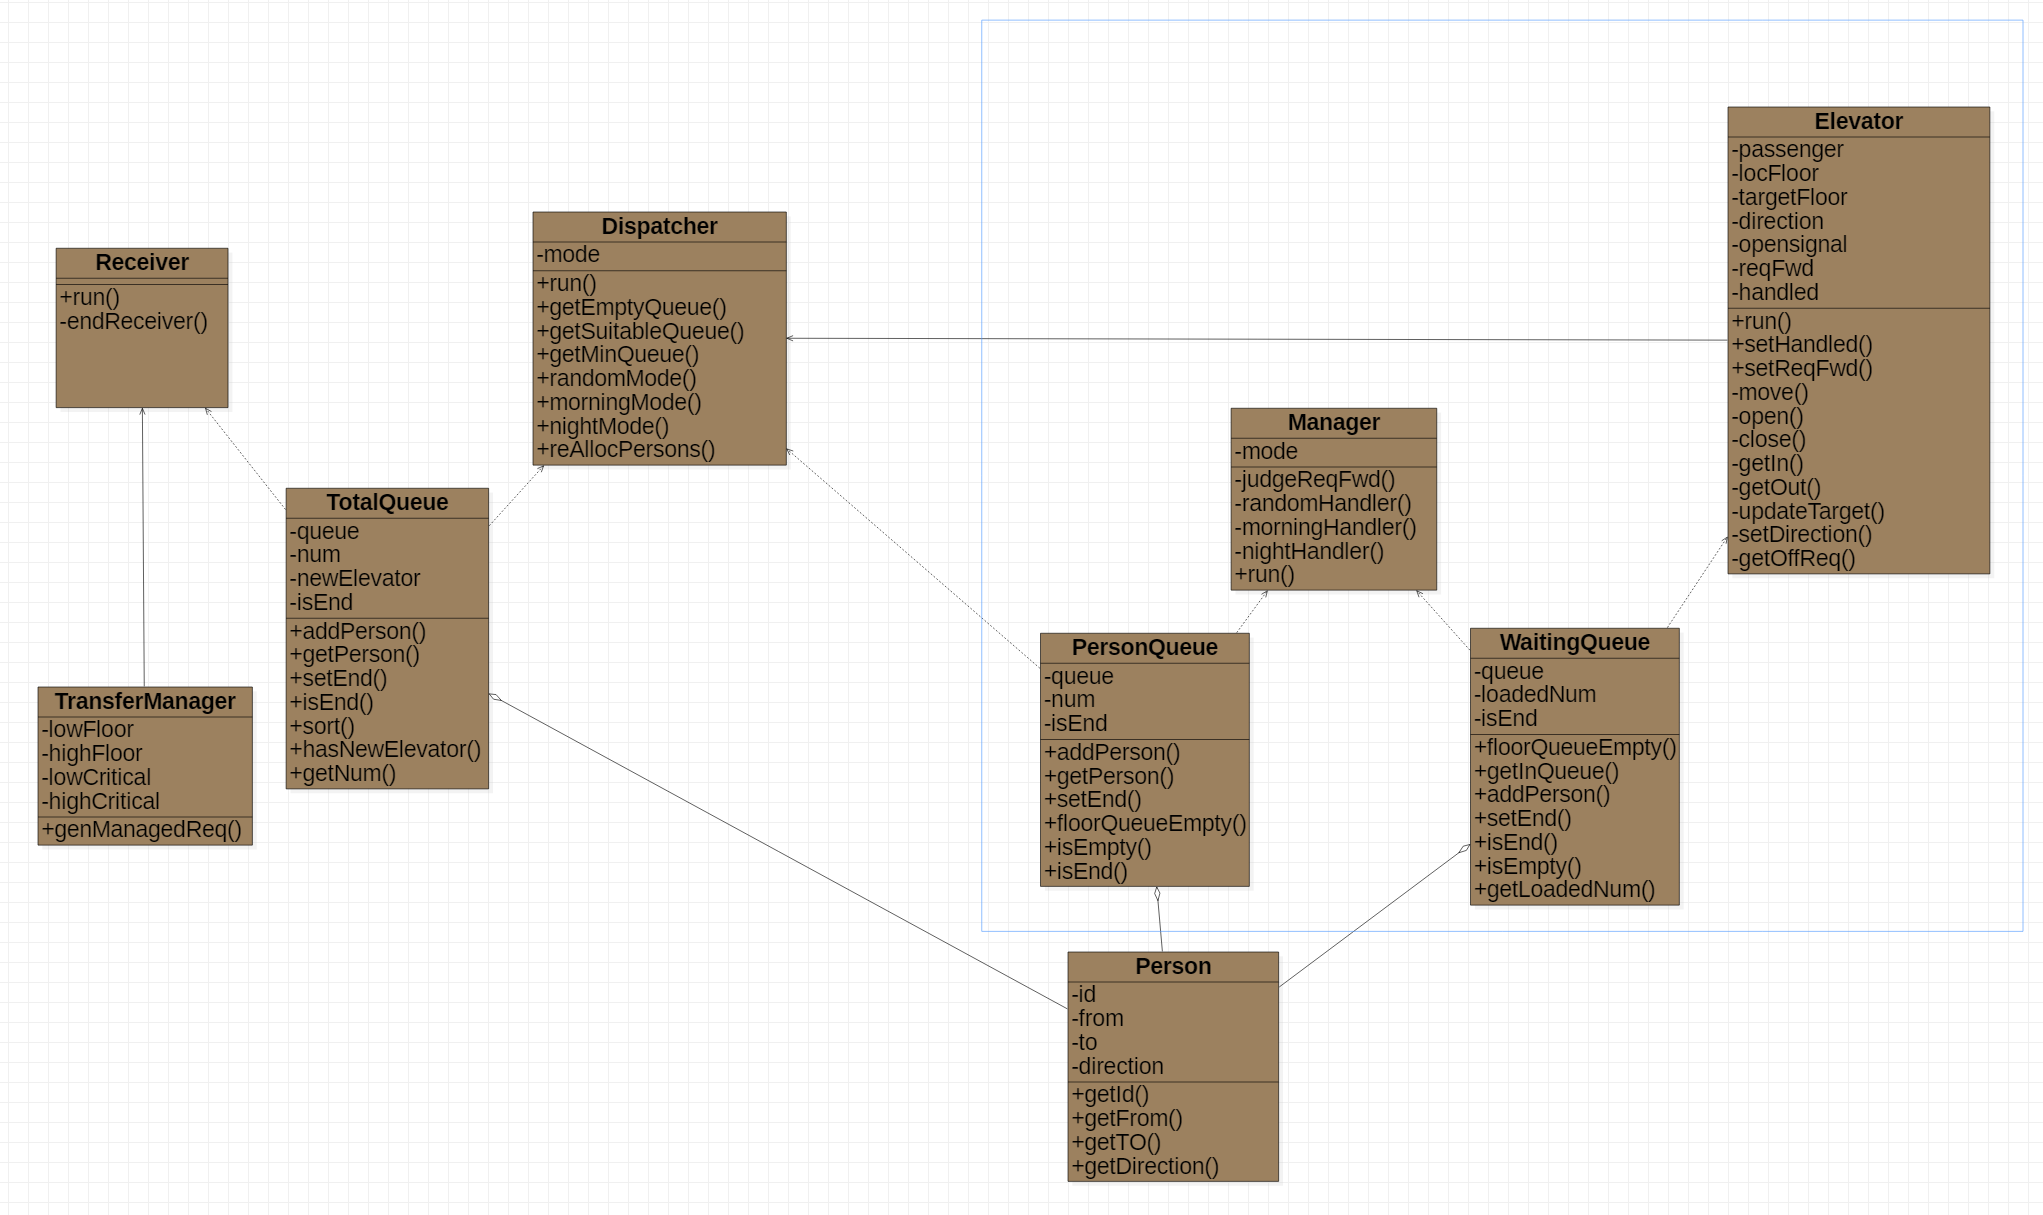 Receiver
+run()
-endReceiver()
TransferManager
-lowFloor
-highFloor
-lowCritical
-highCritical
+genManagedReq()
TotalQueue
-queue
-num
-newElevator
-isEnd
+addPerson()
+getPerson()
+setEnd()
+isEnd()
+sort()
+hasNewElevator()
+getNum()
Dispatcher
-mode
+run()
+getEmptyQueue()
+getSuitableQueue()
+getMinQueue()
+randomMode()
+morningMode()
+nightMode()
+reAllocPersons()
PersonQueue
-queue
-num
-isEnd
+addPerson()
+getPerson()
+setEnd()
+floorQueueEmpty()
+isEmpty()
+isEnd()
Manager
-mode
-judgeReqFwd()
-randomHandler()
-morningHandler()
-nightHandler()
+run()
WaitingQueue
-queue
-loadedNum
-isEnd
+floorQueueEmpty()
+getInQueue()
+addPerson()
+setEnd()
+isEnd()
+isEmpty()
+getLoadedNum()
Elevator
-passenger
-locFloor
-targetFloor
-direction
-opensignal
-reqFwd
-handled
+run()
+setHandled()
+setReqFwd()
-move()
-open()
-close()
-getIn()
-getOut()
-updateTarget()
-setDirection()
-getOffReq()
Person
-id
-from
-to
-direction
+getId()
+getFrom()
+getTO()
+getDirection()